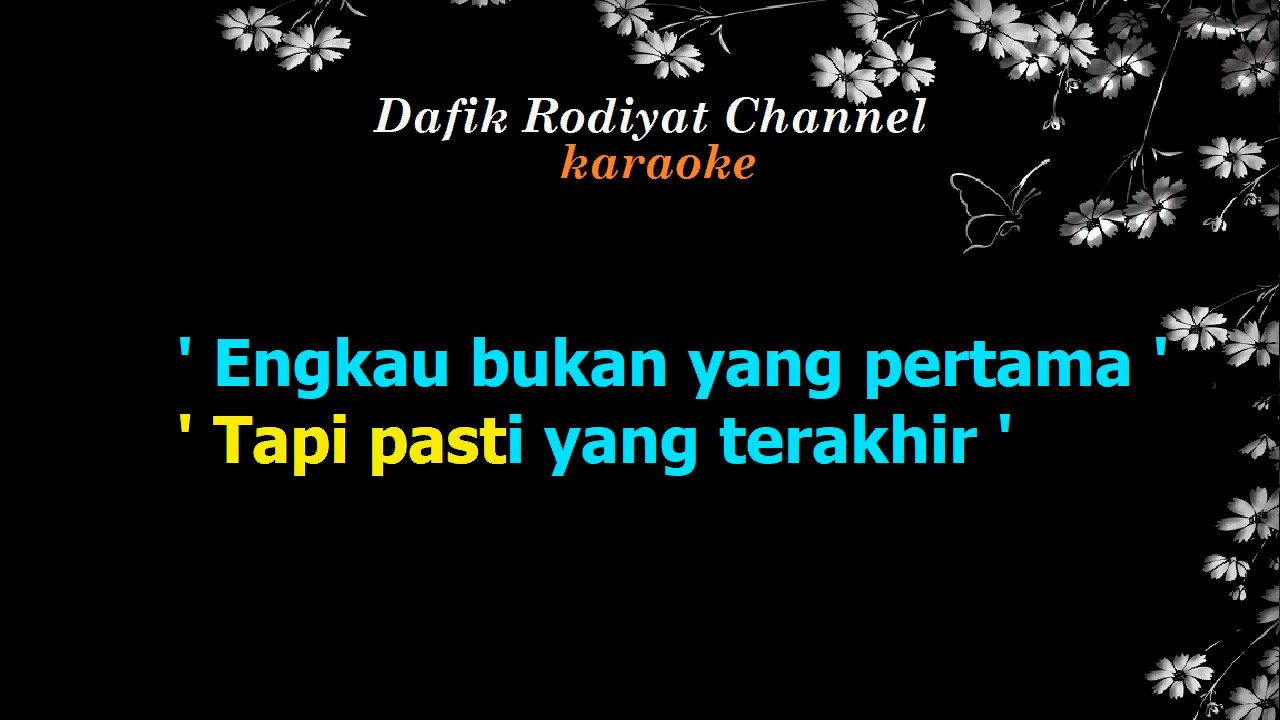 Dafik Rodiyat Channel
karaoke
' Engkau bukan yang pertama '
' Tapi pasti yang terakhir '